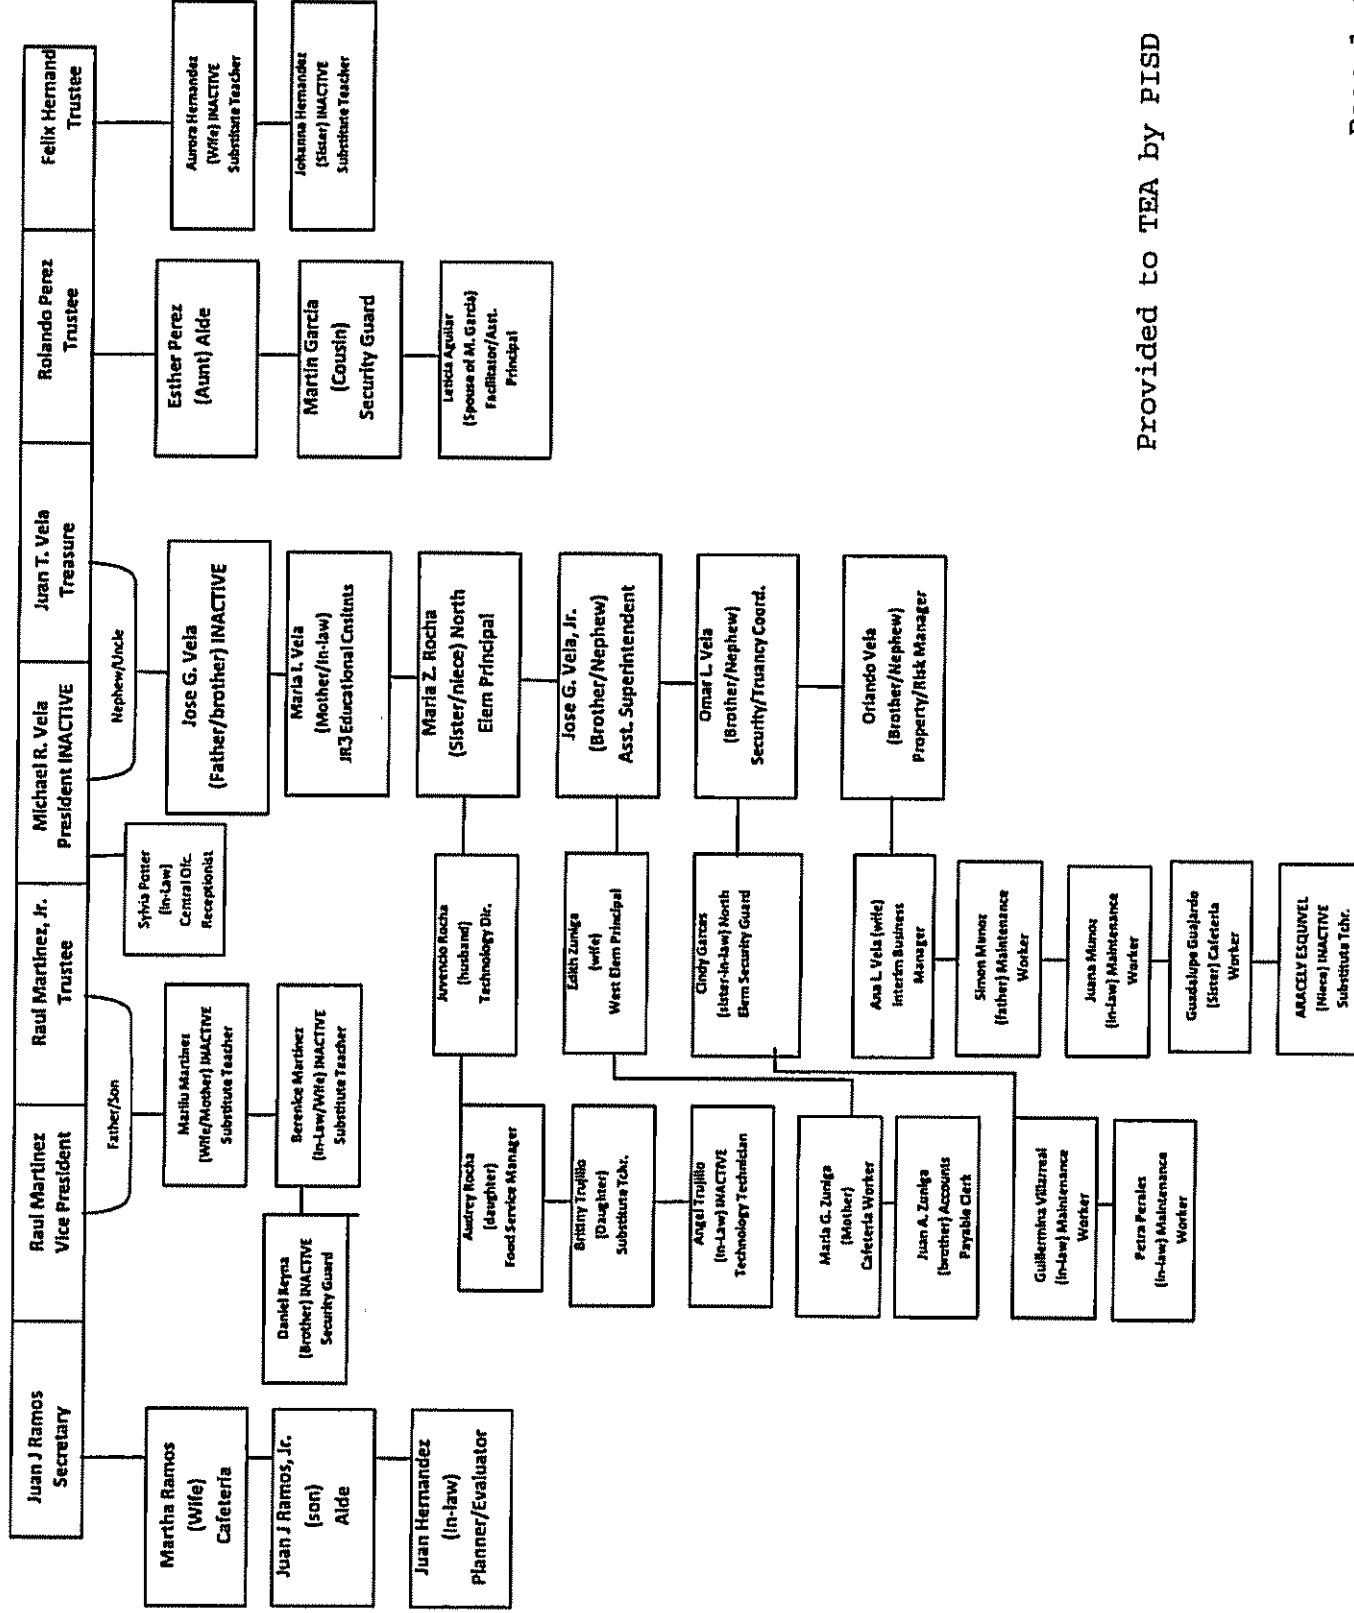 Juan J Ramos
Secretary
Raul Martinez
Vice President
Raul Martinez, Jr.
Trustee
Michael R. Vela
President INACTIVE
Juan T. Vela
Treasure
Rolando Perez
Trustee
Felix Hernand
Trustee
Father/Son
Nephew/Uncle
Martha Ramos
(Wife)
Cafeteria
Juan J Ramos, Jr.
(son)
Aide
Juan Hernandez
(In-law)
Planner/Evaluator
Marilu Martinez
(Wife/Mother) INACTIVE
Substitute Teacher
Berenice Martinez
(In-Law/Wife) INACTIVE
Substitute Teacher
Daniel Reyna
(Brother) INACTIVE
Security Guard
Sylvia Potter
(In-Law)
Central Ofc.
Receptionist
Jose G. Vela
(Father/brother) INACTIVE
Maria I. Vela
(Mother/in-law)
JR3 Educational Cnsltnts
Maria Z. Rocha
(Sister/niece) North
Elem Principal
Jose G. Vela, Jr.
(Brother/Nephew)
Asst. Superintendent
Omar L. Vela
(Brother/Nephew)
Security/Truancy Coord.
Orlando Vela
(Brother/Nephew)
Property/Risk Manager
Juvencio Rocha
(husband)
Technology Dir.
Edith Zuniga
(wife)
West Elem Principal
Cindy Garces
(sister-in-law) North
Elem Security Guard
Ana L. Vela (wife)
Interim Business
Manager
Simon Munoz
(father) Maintenance
Worker
Juana Munoz
(in-Law) Maintenance
Worker
Guadalupe Guajardo
(Sister) Cafeteria
Worker
ARACELY ESQUIVEL
(Niece) INACTIVE
Substitute Tchr.
Audrey Rocha
(daughter)
Food Service Manager
Brittny Trujillo
(Daughter)
Substitute Tchr.
Angel Trujillo
(In-Law) INACTIVE
Technology Technician
Maria G. Zuniga
(Mother)
Cafeteria Worker
Juan A. Zuniga
(brother) Accounts
Payable Clerk
Guillermina Villarreal
(in-law) Maintenance
Worker
Petra Perales
(in-law) Maintenance
Worker
Esther Perez
(Aunt) Aide
Martin Garcia
(Cousin)
Security Guard
Leticia Aguilar
(Spouse of M. Garcia)
Facilitator/Asst.
Principal
Aurora Hernandez
(Wife) INACTIVE
Substitute Teacher
Johanna Hernandez
(Sister) INACTIVE
Substitute Teacher
Provided to TEA by PISD